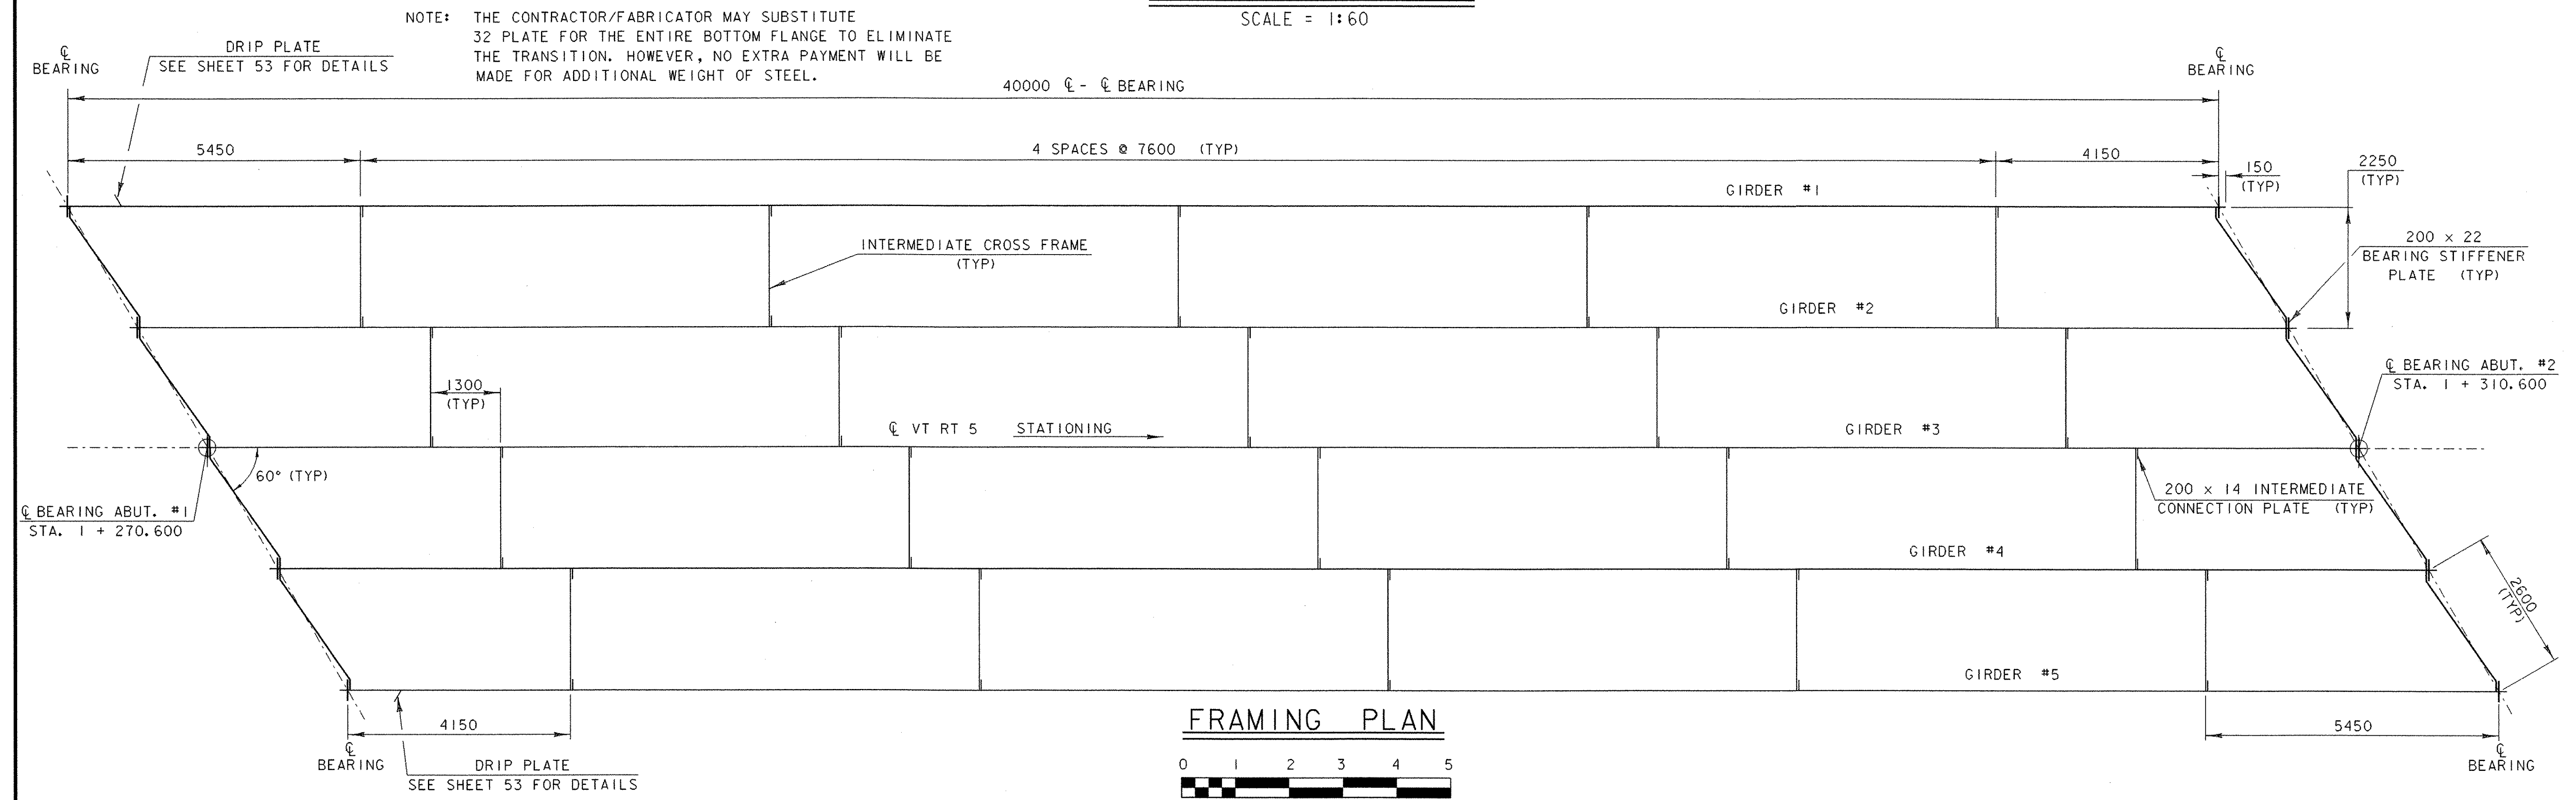 SCALE = 1:60
NOTE: THE CONTRACTOR/FABRICATOR MAY SUBSTITUTE
32 PLATE FOR THE ENTIRE BOTTOM FLANGE TO ELIMINATE
THE TRANSITION. HOWEVER, NO EXTRA PAYMENT WILL BE
MADE FOR ADDITIONAL WEIGHT OF STEEL.
DRIP PLATE
SEE SHEET 53 FOR DETAILS
℄
BEARING
℄
BEARING
40000 ℄ - ℄ BEARING
5450
4 SPACES @ 7600 (TYP)
4150
150
(TYP)
2250
(TYP)
GIRDER #1
INTERMEDIATE CROSS FRAME
(TYP)
200 x 22
BEARING STIFFENER
PLATE (TYP)
GIRDER #2
℄ BEARING ABUT. #2
STA. 1 + 310.600
1300
(TYP)
℄ VT RT 5 STATIONING
GIRDER #3
60° (TYP)
200 x 14 INTERMEDIATE
CONNECTION PLATE (TYP)
℄ BEARING ABUT. #1
STA. 1 + 270.600
GIRDER #4
2600
(TYP)
GIRDER #5
4150
5450
℄
BEARING
℄
BEARING
DRIP PLATE
SEE SHEET 53 FOR DETAILS
FRAMING PLAN
0 1 2 3 4 5